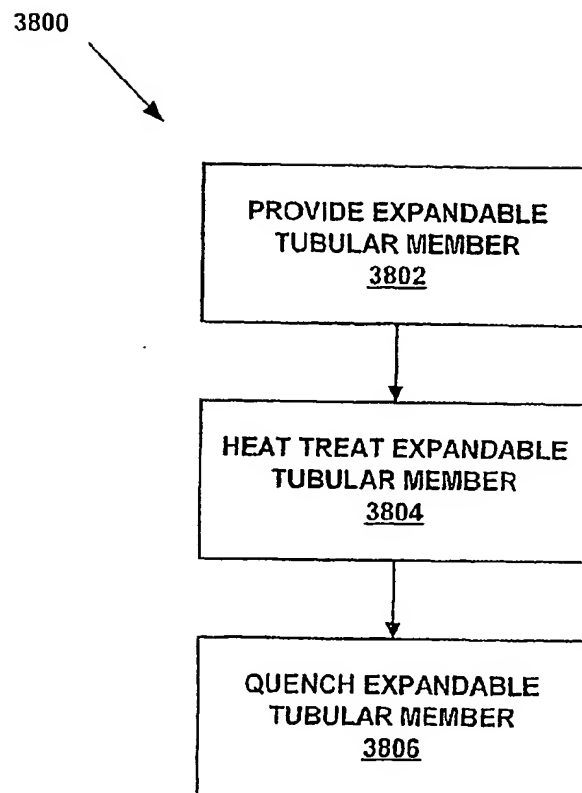 3800
PROVIDE EXPANDABLE
TUBULAR MEMBER
3802
HEAT TREAT EXPANDABLE
TUBULAR MEMBER
3804
QUENCH EXPANDABLE
TUBULAR MEMBER
3806